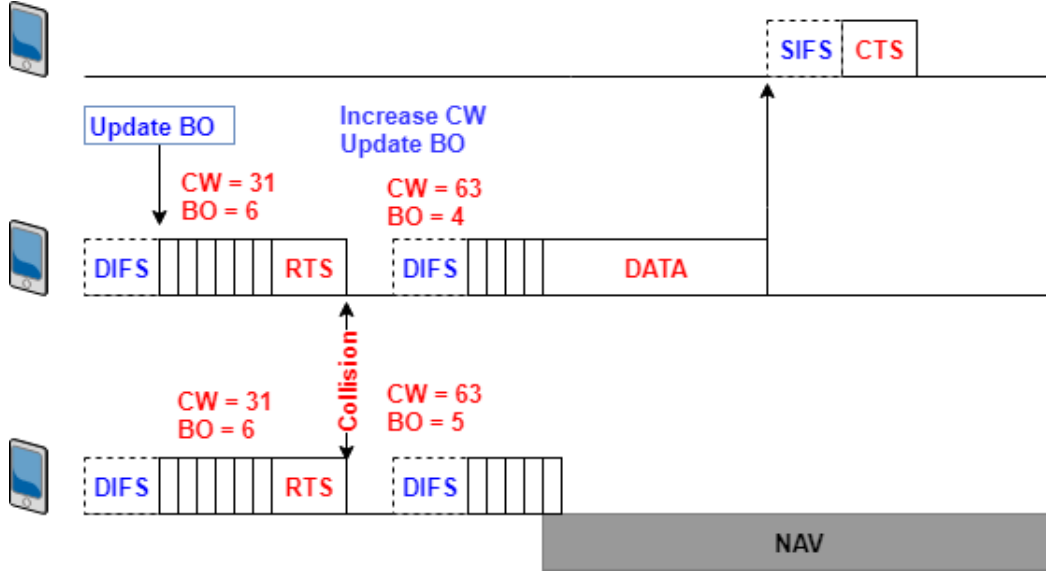 SIFS CTS
Update BO
Increase CW
Update BO
CW = 31
BO = 6
CW = 63
BO = 4
DIFS RTS DIFS DATA
Collision
CW = 31
BO = 6
CW = 63
BO = 5
DIFS RTS DIFS
NAV